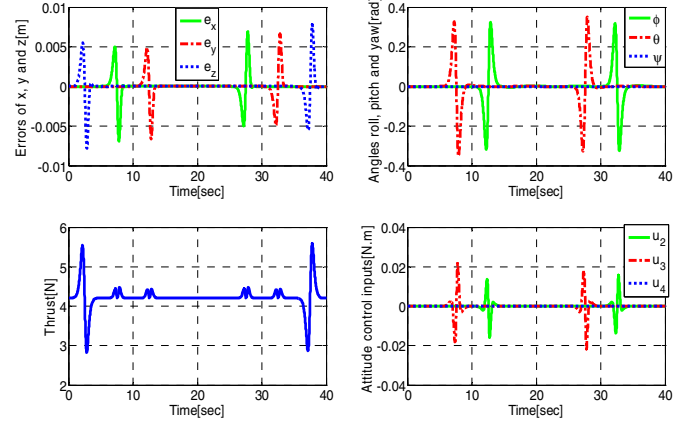 0.01
0.005
0
-0.005
-0.01
Errors of x, y and z[m]
e_x
e_y
e_z
0 10 20 30 40
Time[sec]
0.4
0.2
0
-0.2
-0.4
Angles roll, pitch and yaw[rad]
ϕ
θ
ψ
0 10 20 30 40
Time[sec]
6
5
4
3
2
Thrust[N]
0 10 20 30 40
Time[sec]
0.04
0.02
0
-0.02
-0.04
Attitude control inputs[N.m]
u_2
u_3
u_4
0 10 20 30 40
Time[sec]